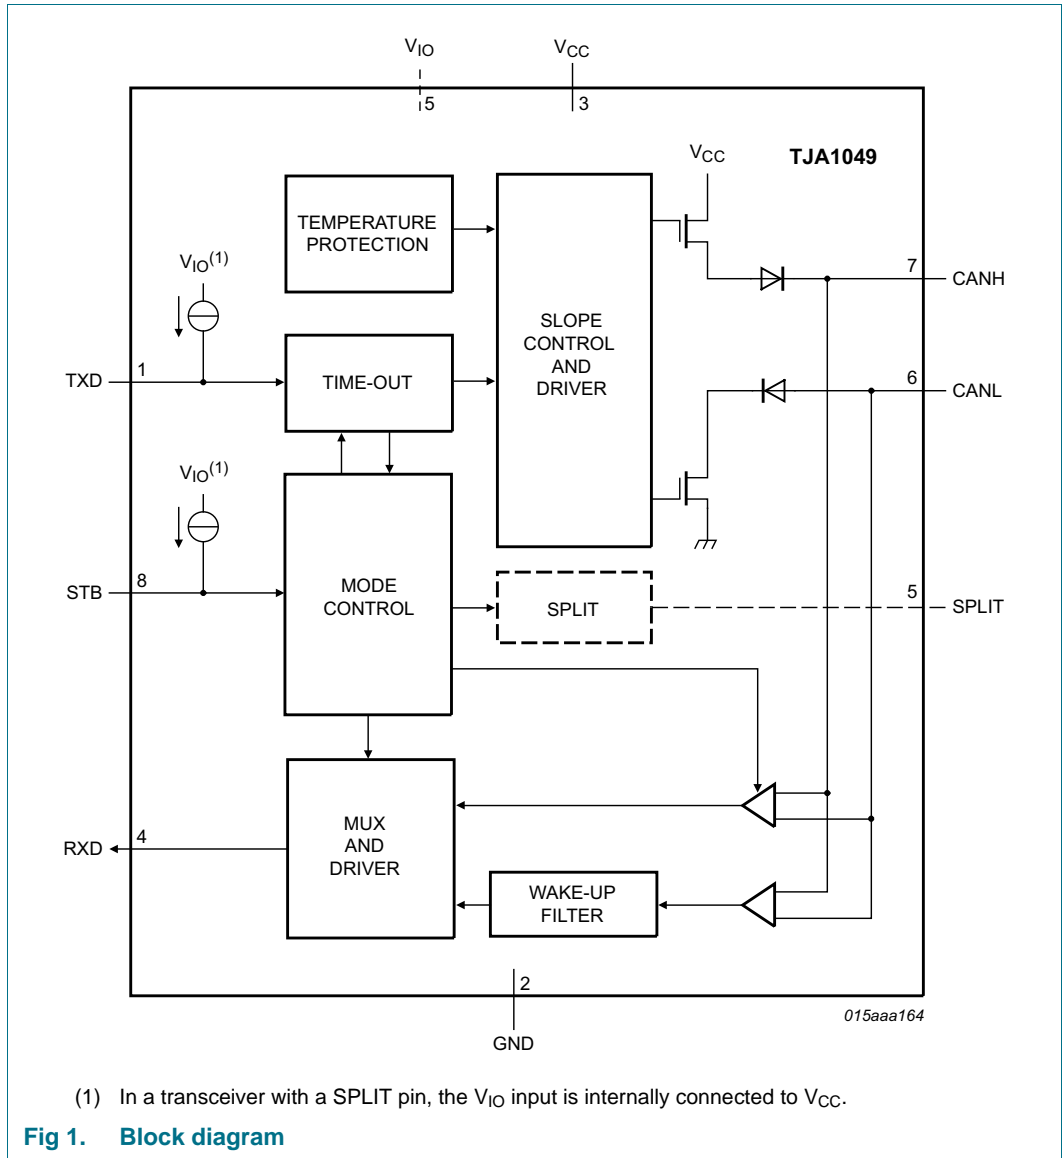 VIO
VCC
5
3
TJA1049
VCC
TEMPERATURE
PROTECTION
VIO(1)
7
CANH
SLOPE
CONTROL
AND
DRIVER
TXD
1
TIME-OUT
6
CANL
VIO(1)
STB
8
MODE
CONTROL
SPLIT
5
SPLIT
MUX
AND
DRIVER
RXD
4
WAKE-UP
FILTER
2
GND
015aaa164
(1) In a transceiver with a SPLIT pin, the VIO input is internally connected to VCC.
Fig 1. Block diagram